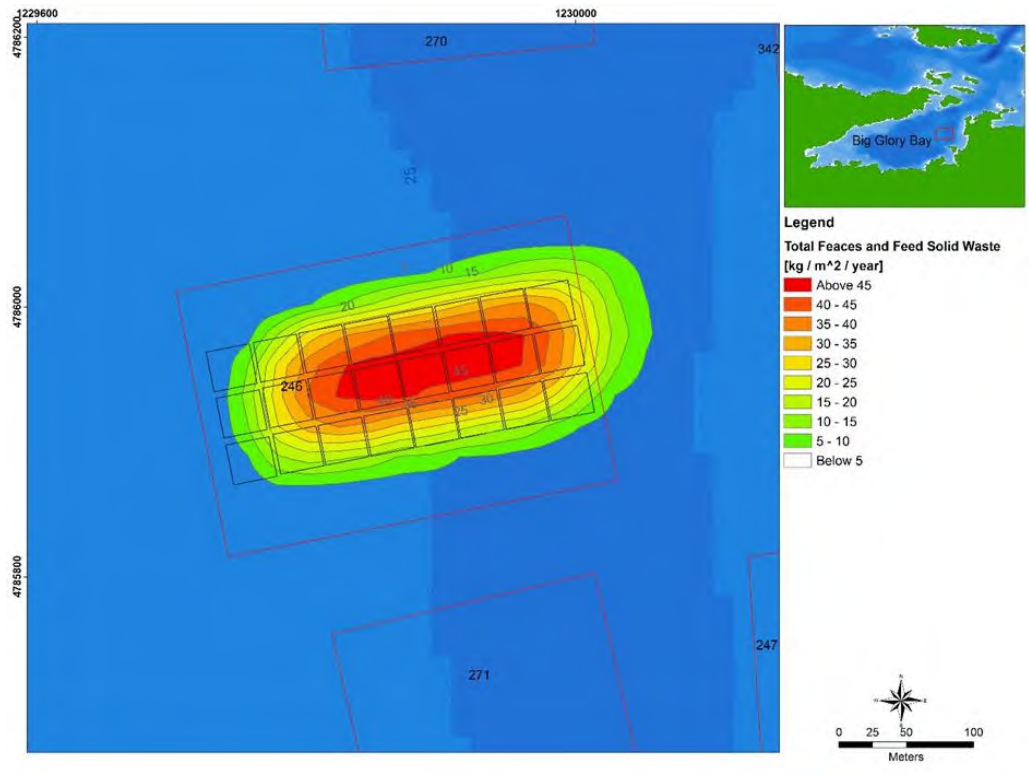 1229600
1230000
4786200
4786000
4785800
270
342
25
10
15
20
246
45
30
25
271
247
Big Glory Bay
Legend
Total Feaces and Feed Solid Waste
[kg / m^2 / year]
Above 45
40 - 45
35 - 40
30 - 35
25 - 30
20 - 25
15 - 20
10 - 15
5 - 10
Below 5
0 25 50 100
Meters